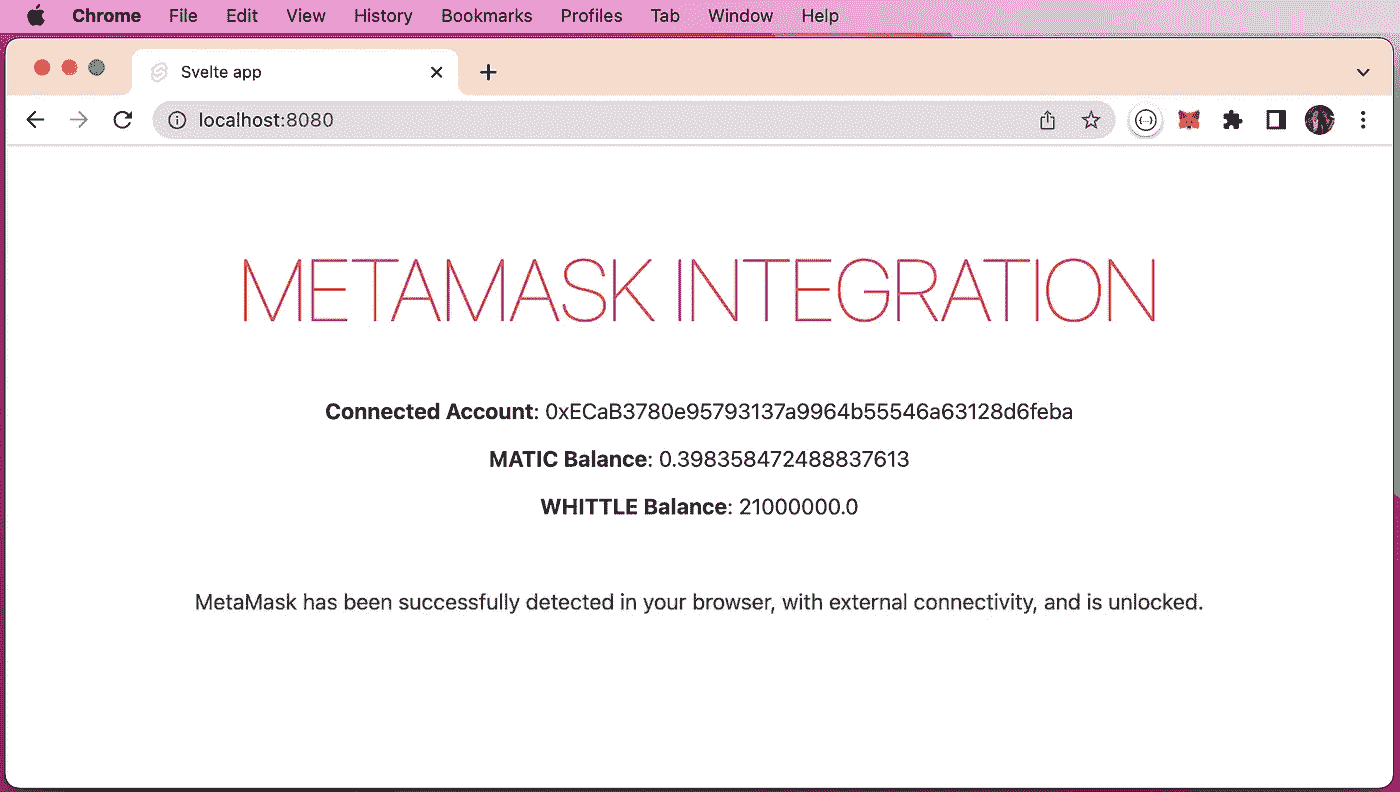 Chrome File Edit View History Bookmarks Profiles Tab Window Help
Svelte app
localhost:8080
METAMASK INTEGRATION
Connected Account: 0xECaB3780e95793137a9964b55546a63128d6feba
MATIC Balance: 0.398358472488837613
WHITTLE Balance: 21000000.0
MetaMask has been successfully detected in your browser, with external connectivity, and is unlocked.